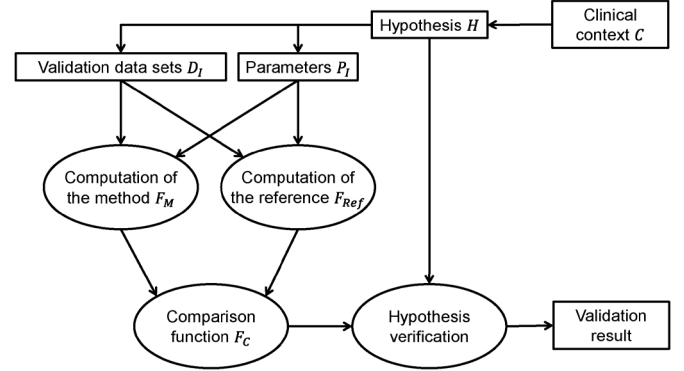 Clinical
context C
Hypothesis H
Validation data sets D_I
Parameters P_I
Computation of
the method F_M
Computation of
the reference F_Ref
Comparison
function F_C
Hypothesis
verification
Validation
result